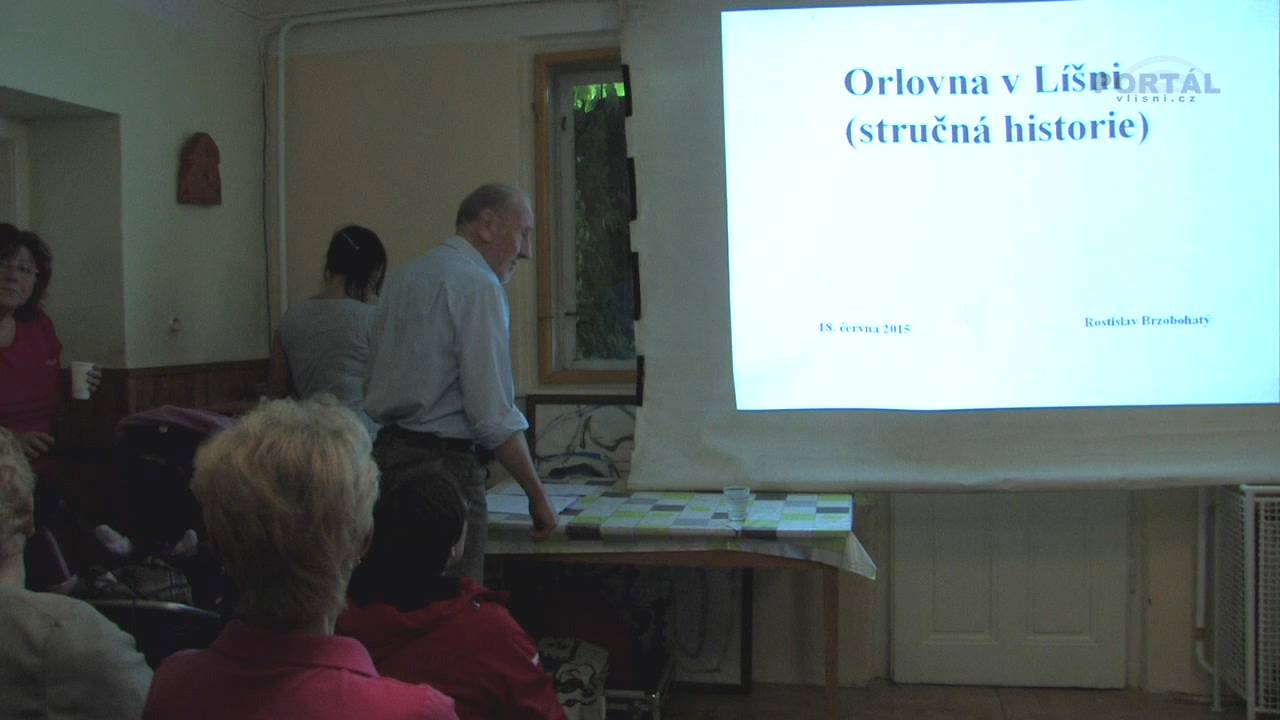 Orlovna v Líšni
(stručná historie)
PORTÁL
vlisni.cz
18. června 2015
Rostislav Brzobohatý